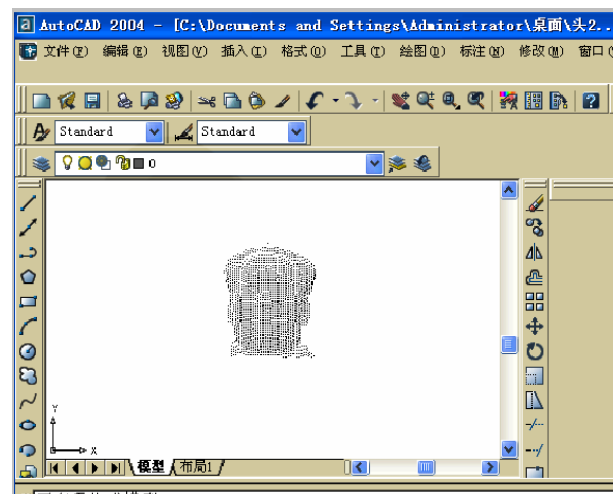 AutoCAD 2004 - [C:\Documents and Settings\Administrator\桌面\头2..
文件(F) 编辑(E) 视图(V) 插入(I) 格式(O) 工具(T) 绘图(D) 标注(N) 修改(M) 窗口(
Standard Standard
0
Y
X
模型 布局1